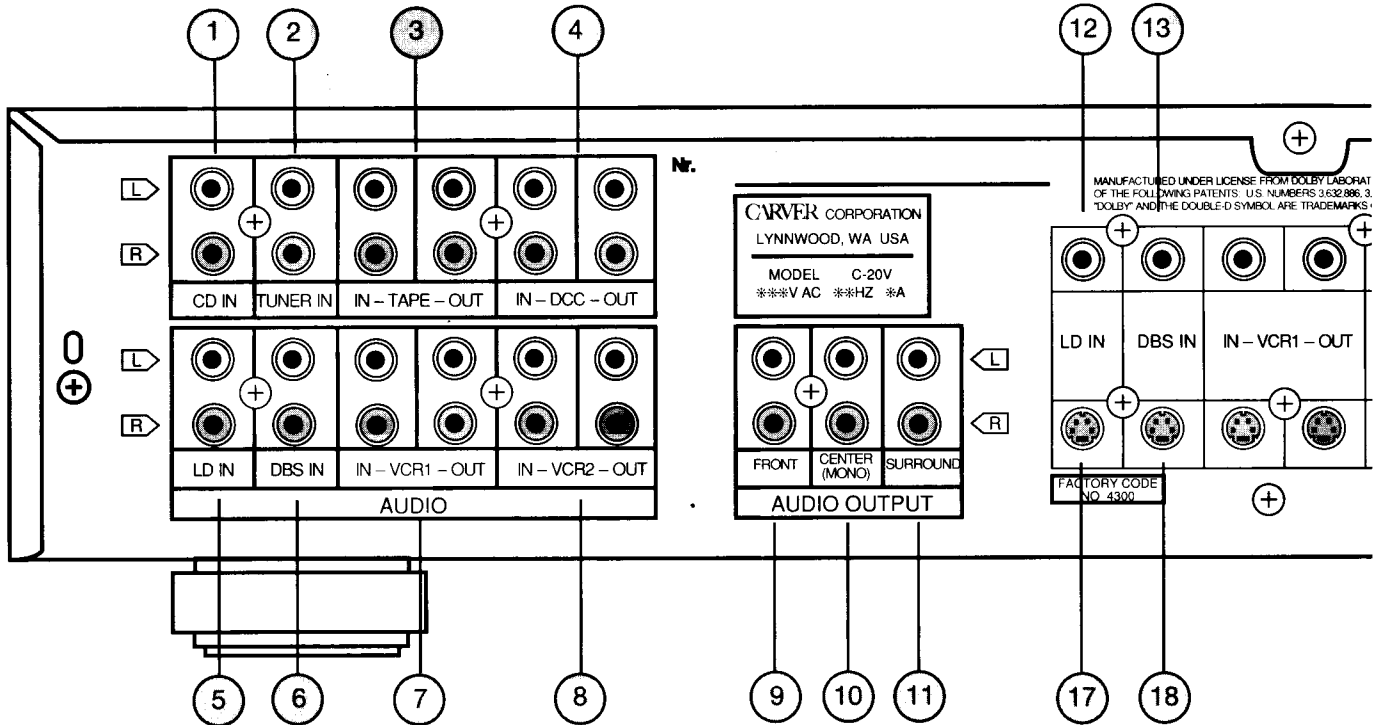 1 2 3 4 12 13
L
R
CD IN TUNER IN IN – TAPE – OUT IN – DCC – OUT
L
R
LD IN DBS IN IN – VCR1 – OUT IN – VCR2 – OUT
AUDIO
Nr.
CARVER CORPORATION
LYNNWOOD, WA USA
MODEL C-20V
***V AC **HZ *A
L
R
FRONT CENTER (MONO) SURROUND
AUDIO OUTPUT
MANUFACTURED UNDER LICENSE FROM DOLBY LABORAT
OF THE FOLLOWING PATENTS: U.S. NUMBERS 3,632,886, 3,
"DOLBY" AND THE DOUBLE-D SYMBOL ARE TRADEMARKS
LD IN DBS IN IN – VCR1 – OUT
FACTORY CODE
NO 4300
5 6 7 8 9 10 11 17 18